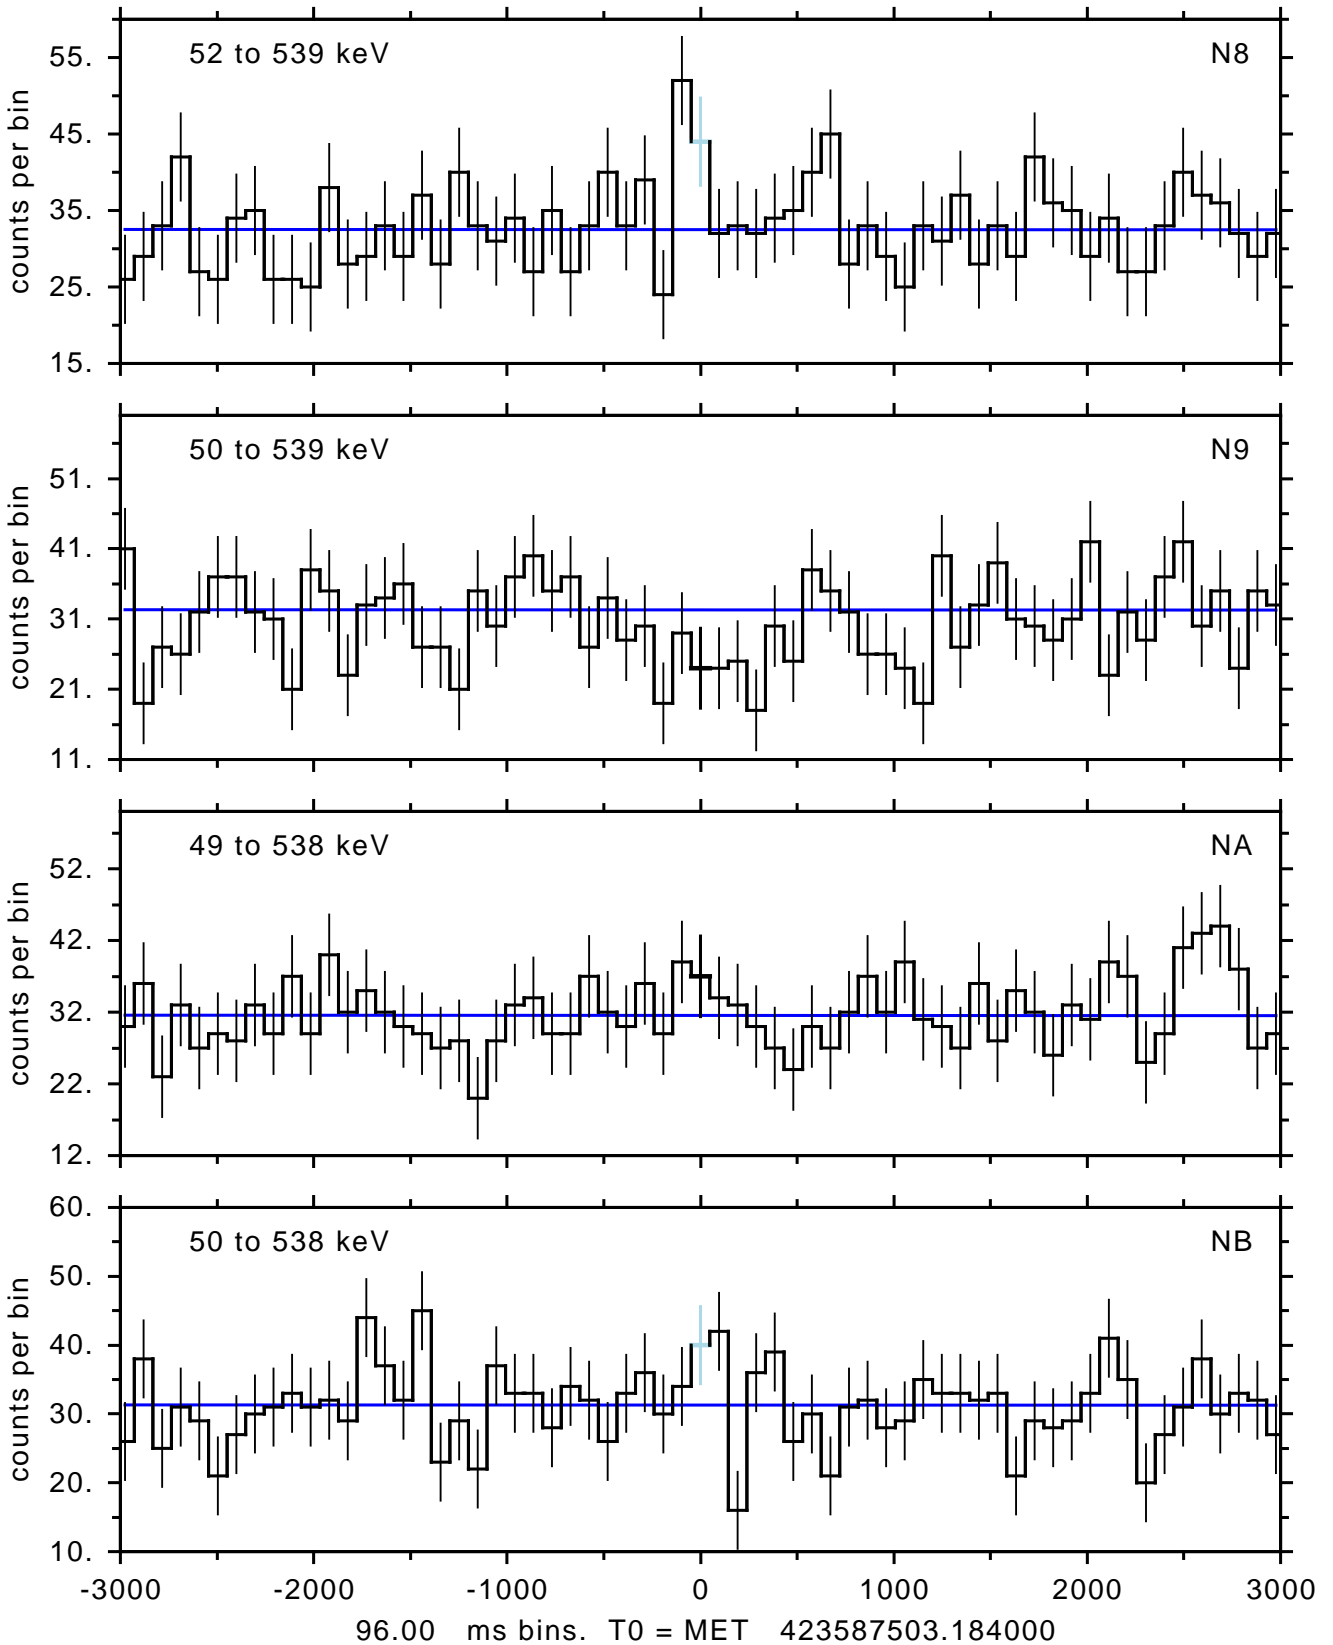 52 to 539 keV N8
55.
45.
35.
25.
15.
counts per bin
50 to 539 keV N9
51.
41.
31.
21.
11.
counts per bin
49 to 538 keV NA
52.
42.
32.
22.
12.
counts per bin
50 to 538 keV NB
60.
50.
40.
30.
20.
10.
counts per bin
-3000 -2000 -1000 0 1000 2000 3000
96.00 ms bins. T0 = MET 423587503.184000